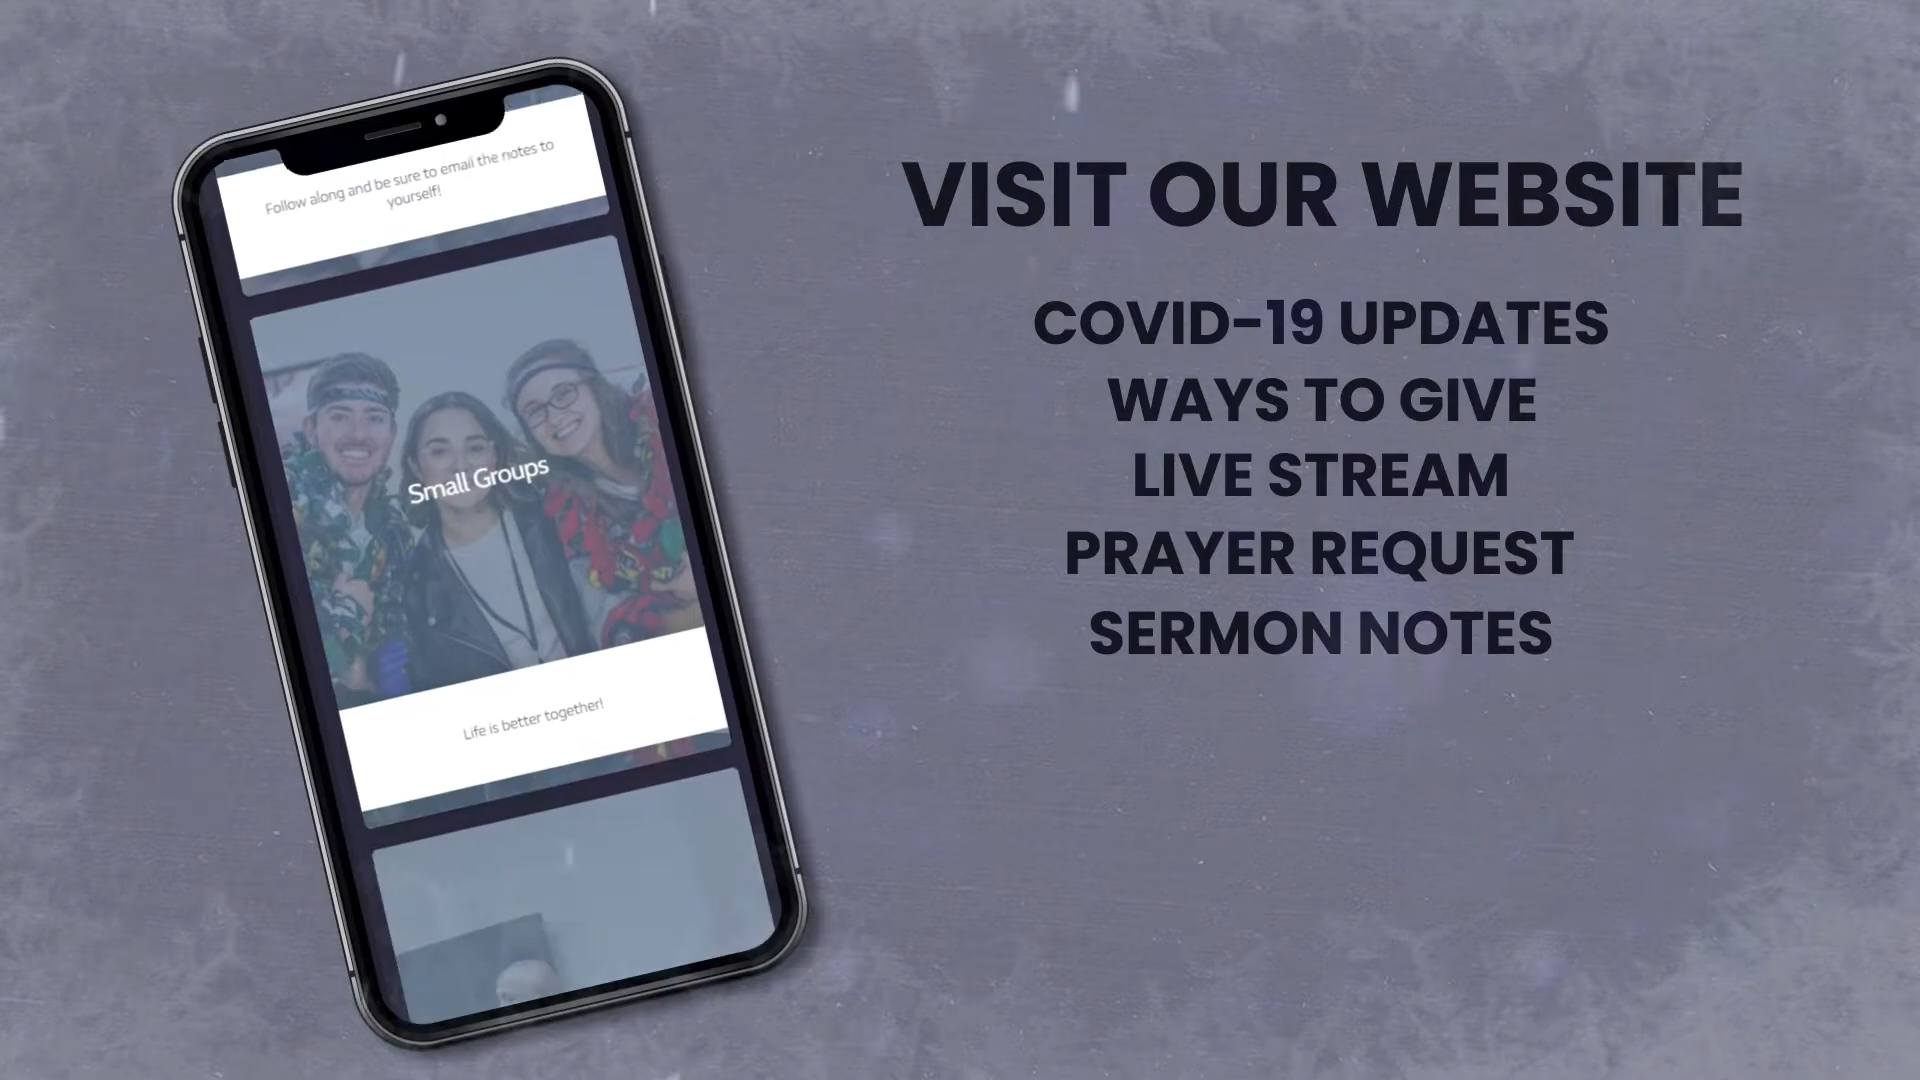 Follow along and be sure to email the notes to
yourself!
Small Groups
Life is better together!
VISIT OUR WEBSITE
COVID-19 UPDATES
WAYS TO GIVE
LIVE STREAM
PRAYER REQUEST
SERMON NOTES